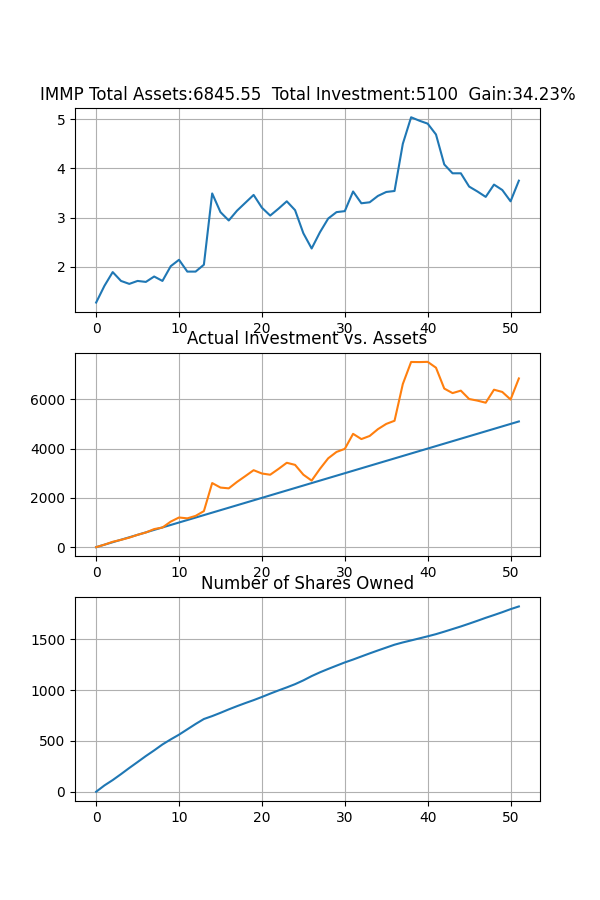 IMMP Total Assets:6845.55  Total Investment:5100  Gain:34.23%
5
4
3
2
0 10 20 30 40 50
Actual Investment vs. Assets
6000
4000
2000
0
0 10 20 30 40 50
Number of Shares Owned
1500
1000
500
0
0 10 20 30 40 50